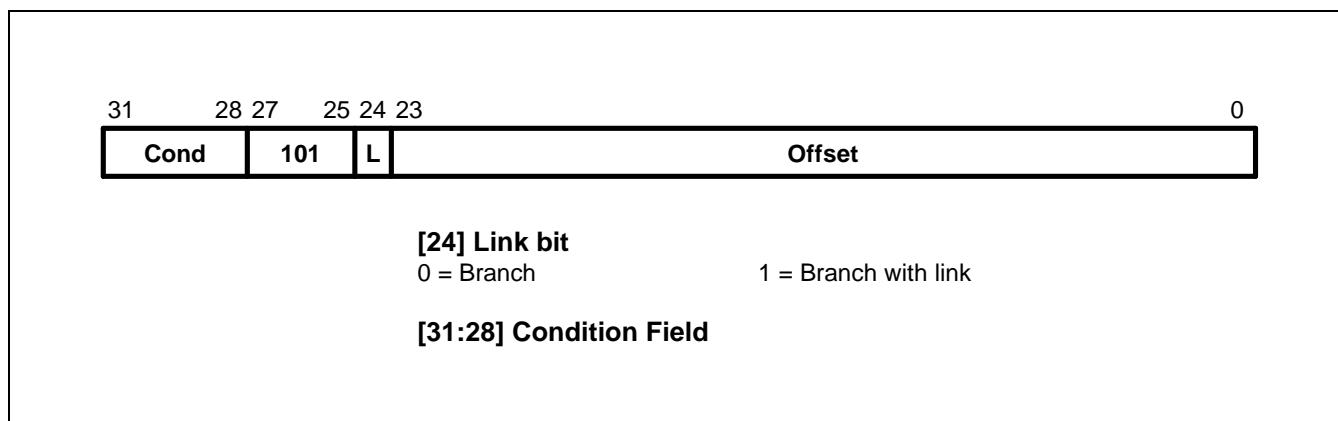 31 28 27 25 24 23 0
Cond 101 L Offset
[24] Link bit
0 = Branch 1 = Branch with link
[31:28] Condition Field